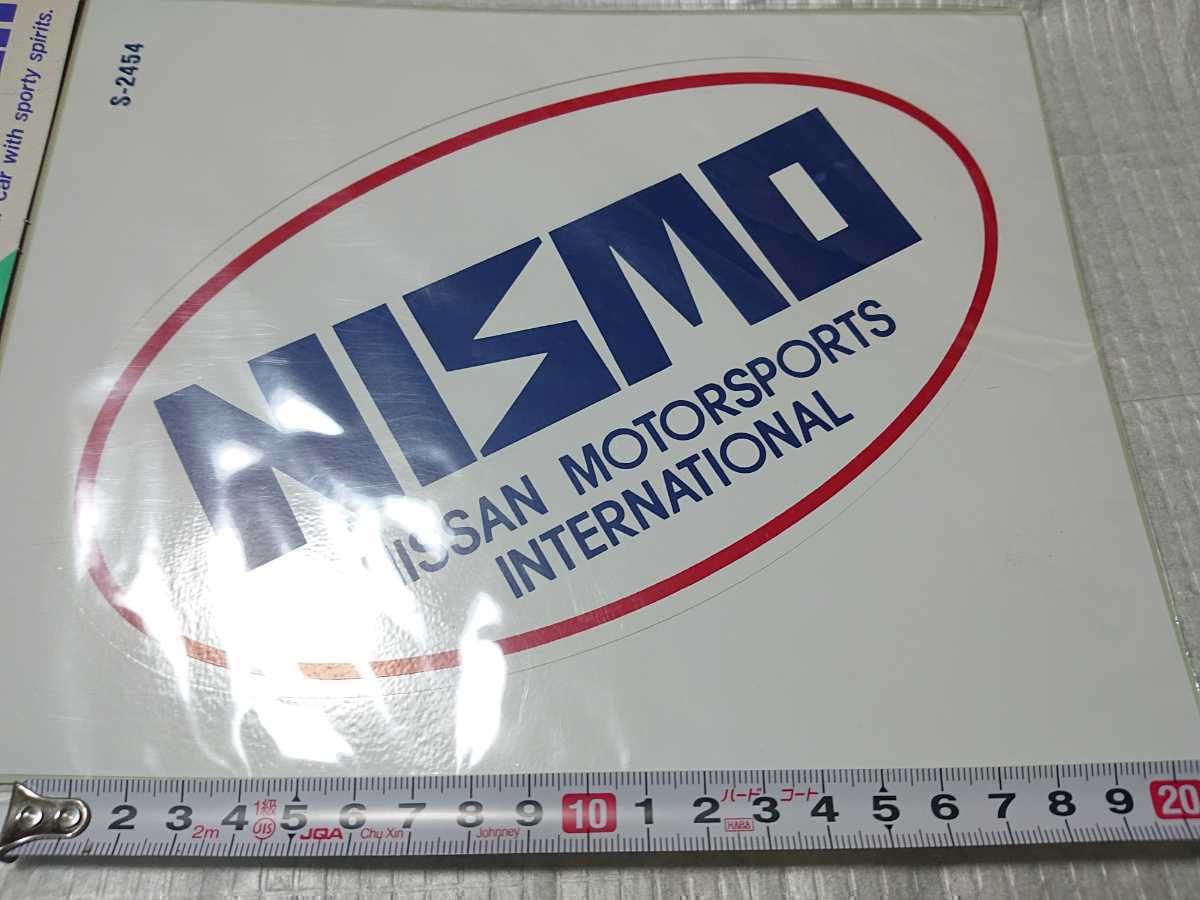 car with sporty spirits.
S-2454
NISMO
NISSAN MOTORSPORTS
INTERNATIONAL
2 3 4 5 6 7 8 9 10 1 2 3 4 5 6 7 8 9 20
2m 1級 JIS JQA Chu Xin Johnney ハード コート HARA